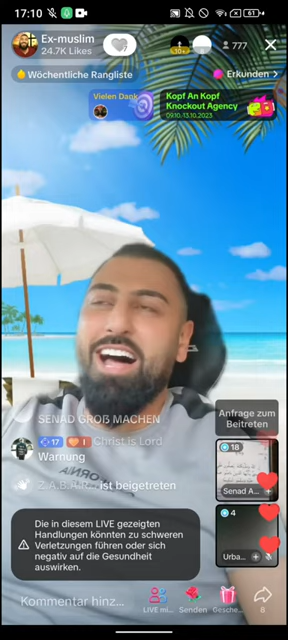 17:10
61
Ex-muslim
24.7K Likes
10+
777
Wöchentliche Rangliste
Erkunden >
Vielen Dank
Kopf An Kopf
Knockout Agency
09.10-13.10.2023
SENAD GROß MACHEN
17
1
Christ is Lord
Warnung
ist beigetreten
Anfrage zum
Beitreten
18
Senad A...
4
Urba...
Die in diesem LIVE gezeigten
Handlungen könnten zu schweren
Verletzungen führen oder sich
negativ auf die Gesundheit
auswirken.
Kommentar hinz...
LIVE mi...
Senden
Gesche...
8